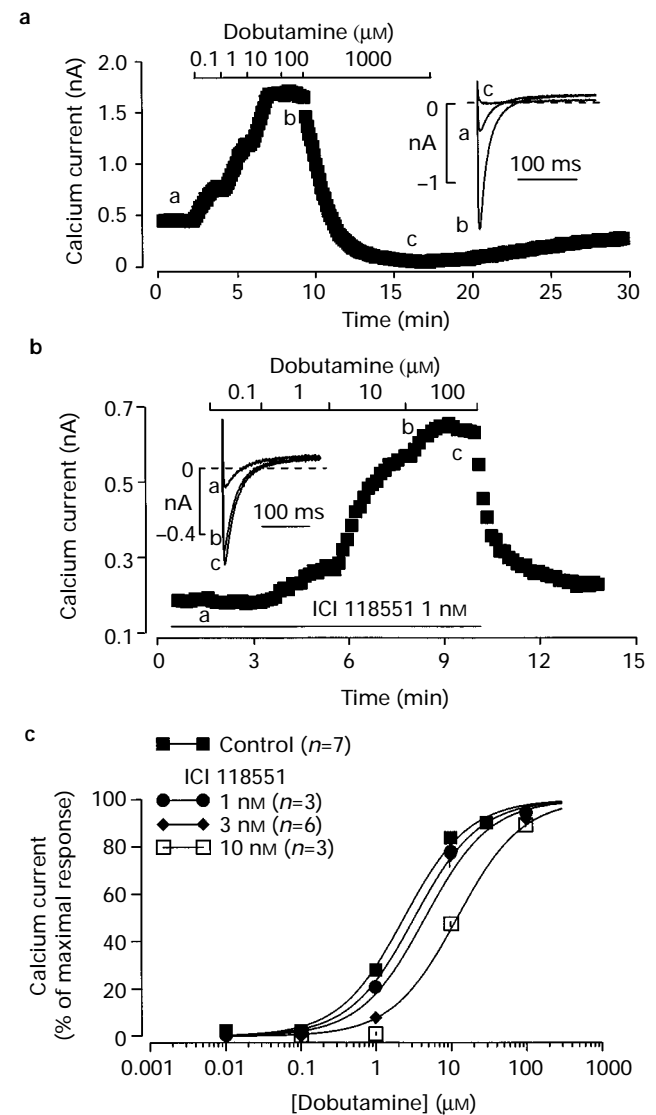 a
Dobutamine (μM)
0.1 1 10 100 1000
2.0
1.5
1.0
0.5
0
Calcium current (nA)
a
b
c
c
0
a
nA
100 ms
–1
b
0 5 10 15 20 25 30
Time (min)
b
Dobutamine (μM)
0.1 1 10 100
0.7
0.5
0.3
0.1
Calcium current (nA)
b
c
0
a
nA
100 ms
–0.4
b
c
a
ICI 118551 1 nM
0 3 6 9 12 15
Time (min)
c
Control (n=7)
ICI 118551
1 nM (n=3)
3 nM (n=6)
10 nM (n=3)
100
80
60
40
20
0
Calcium current
(% of maximal response)
0.001 0.01 0.1 1 10 100 1000
[Dobutamine] (μM)